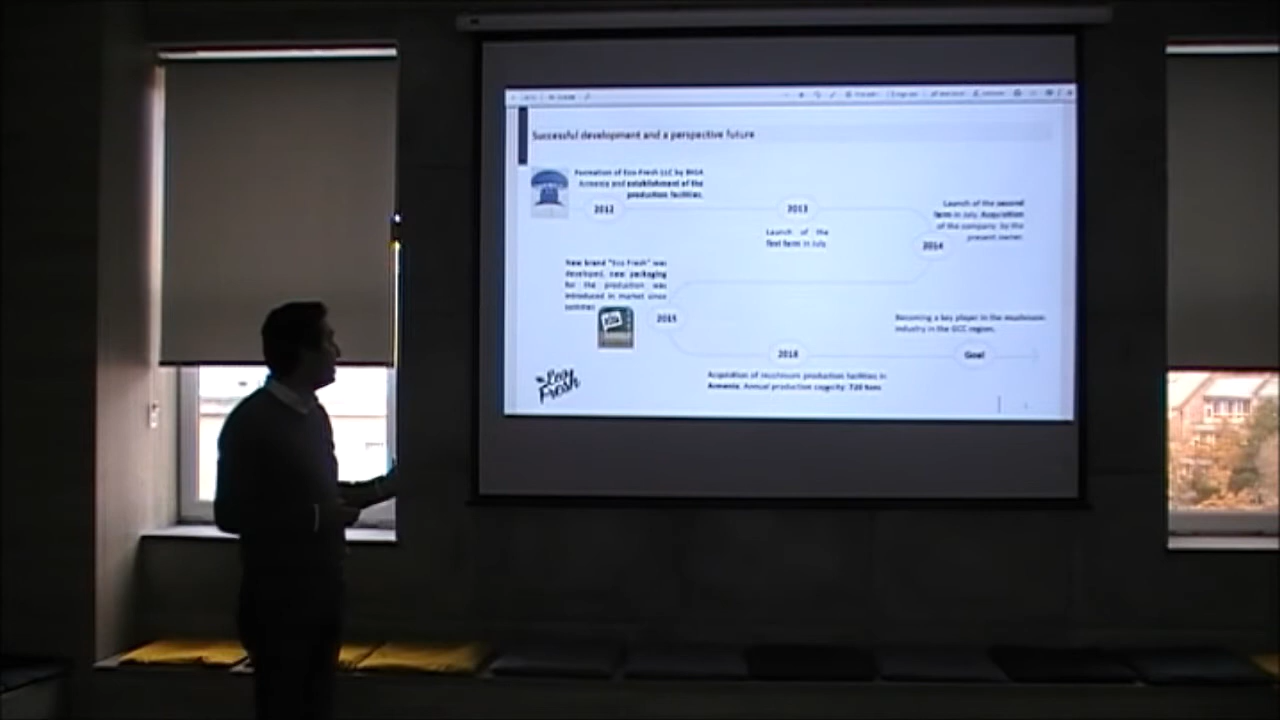 Successful development and a perspective future
Formation of Eco Fresh LLC by BIGA
Armenia and establishment of the
production facilities.
2012
2013
Launch of the
first farm in July
Launch of the second
farm in July. Acquisition
of the company by the
present owner.
2014
New brand "Eco Fresh" was
developed, new packaging
for the production was
introduced in market since
summer
2015
Becoming a key player in the mushroom
industry in the GCC region.
2018
Goal
Acquisition of mushroom production facilities in
Armenia. Annual production capacity: 720 tons
Eco
Fresh